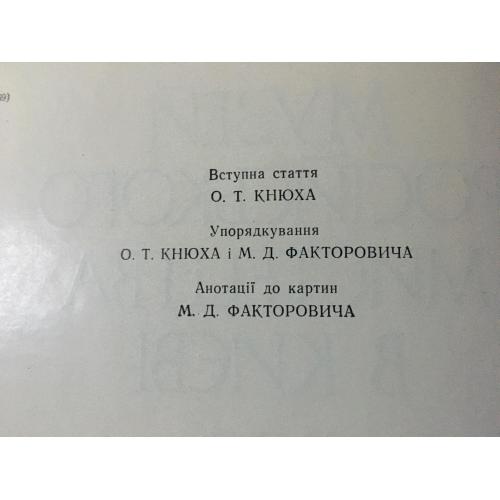 Вступна стаття
О. Т. КНЮХА
Упорядкування
О. Т. КНЮХА і М. Д. ФАКТОРОВИЧА
Анотації до картин
М. Д. ФАКТОРОВИЧА